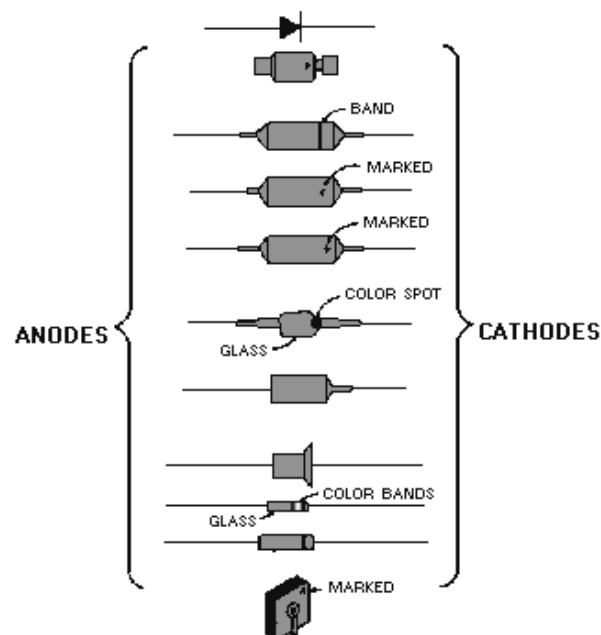 BAND
MARKED
MARKED
COLOR SPOT
ANODES
CATHODES
GLASS
COLOR BANDS
GLASS
MARKED